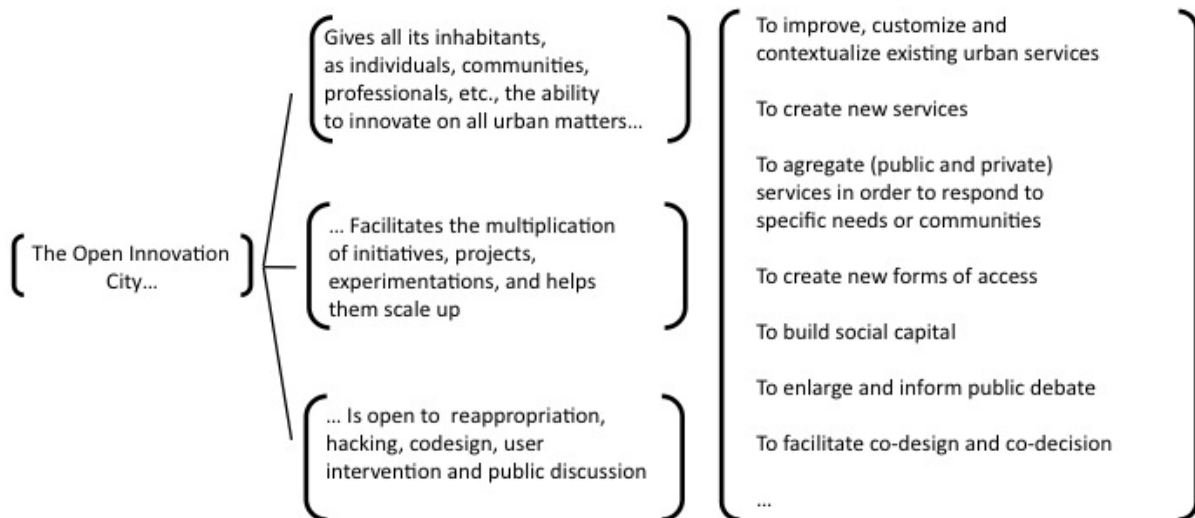 The Open Innovation
City…
Gives all its inhabitants,
as individuals, communities,
professionals, etc., the ability
to innovate on all urban matters…
… Facilitates the multiplication
of initiatives, projects,
experimentations, and helps
them scale up
… Is open to reappropriation,
hacking, codesign, user
intervention and public discussion
To improve, customize and
contextualize existing urban services
To create new services
To agregate (public and private)
services in order to respond to
specific needs or communities
To create new forms of access
To build social capital
To enlarge and inform public debate
To facilitate co-design and co-decision
…